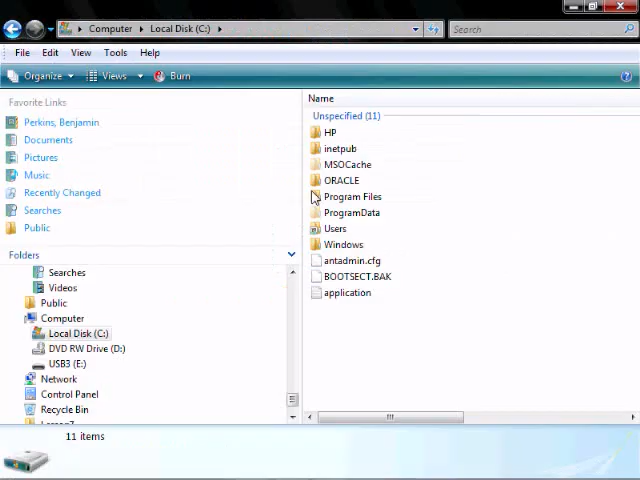 Computer Local Disk (C:)
Search
File Edit View Tools Help
Organize Views Burn
Favorite Links
Perkins, Benjamin
Documents
Pictures
Music
Recently Changed
Searches
Public
Folders
Searches
Videos
Public
Computer
Local Disk (C:)
DVD RW Drive (D:)
USB3 (E:)
Network
Control Panel
Recycle Bin
Name
Unspecified (11)
HP
inetpub
MSOCache
ORACLE
Program Files
ProgramData
Users
Windows
antadmin.cfg
BOOTSECT.BAK
application
11 items